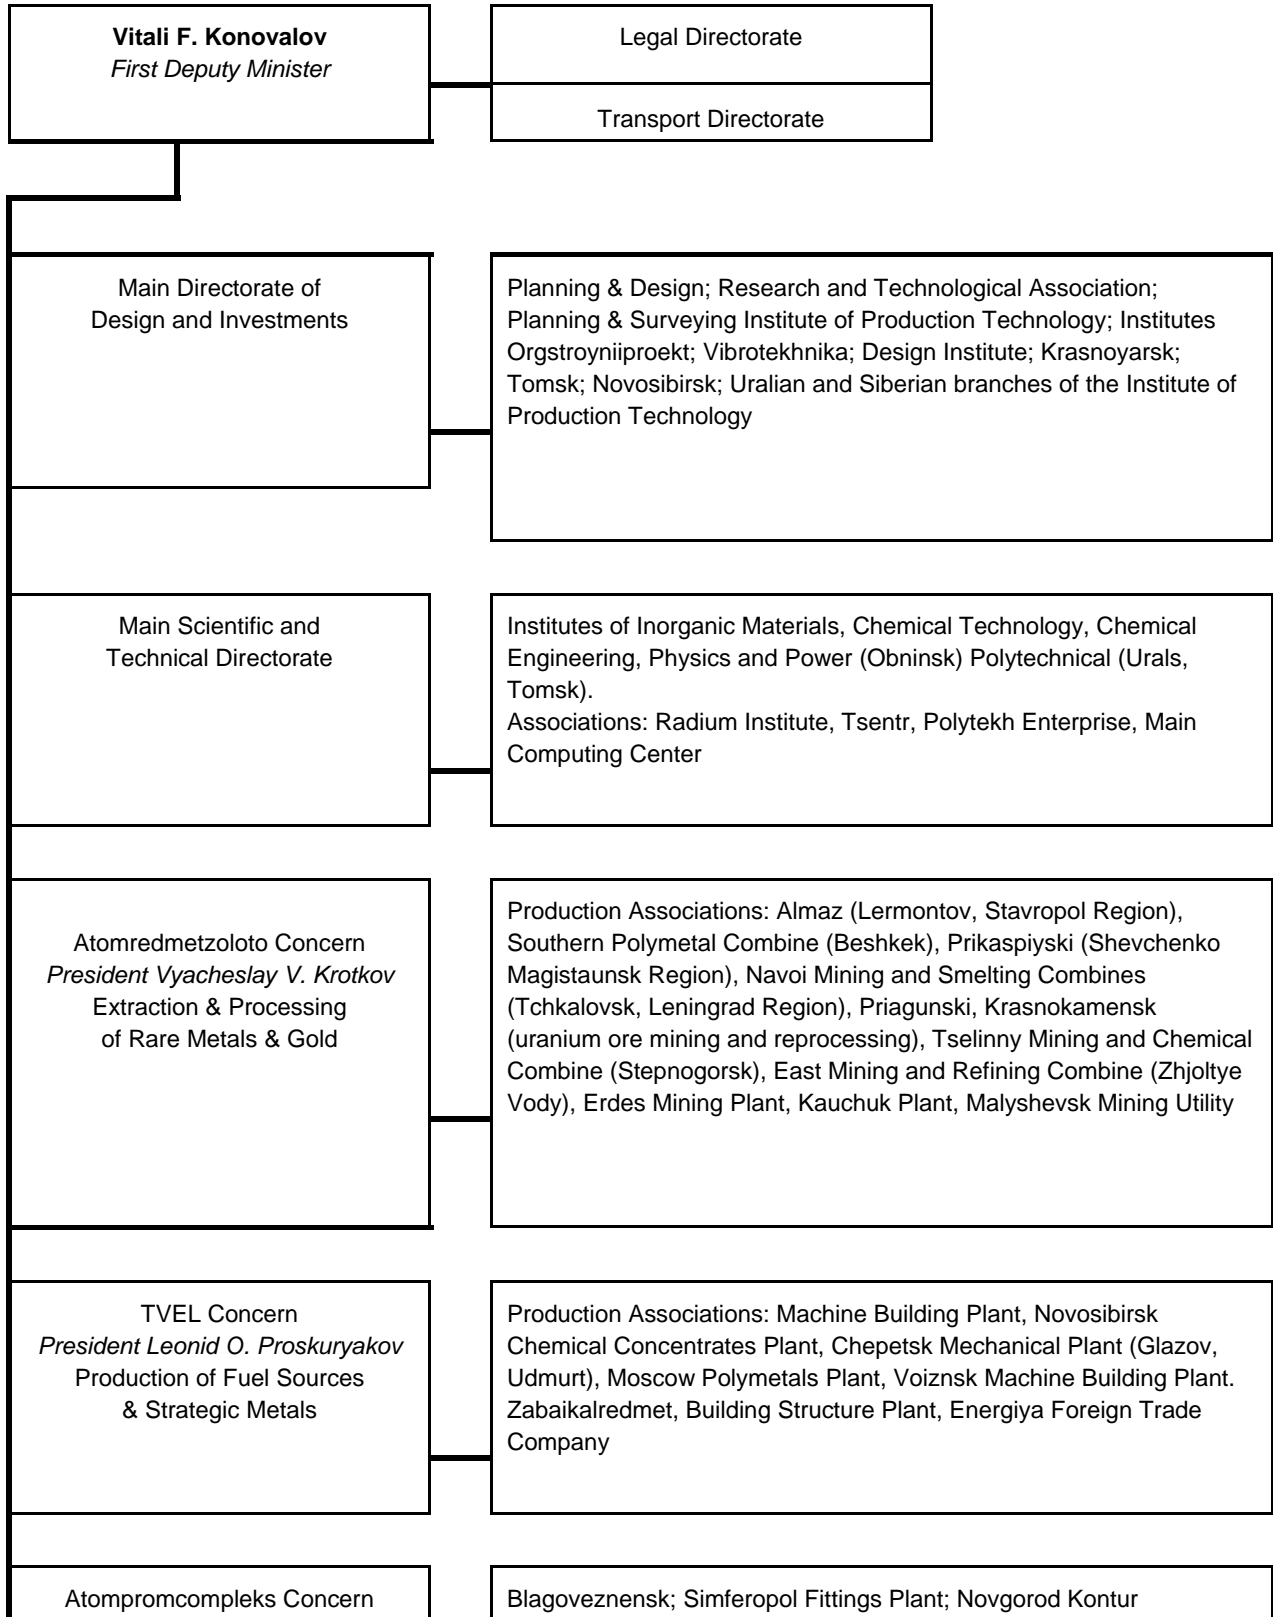 Vitali F. Konovalov
First Deputy Minister
Legal Directorate
Transport Directorate
Main Directorate of
Design and Investments
Planning & Design; Research and Technological Association;
Planning & Surveying Institute of Production Technology; Institutes
Orgstroyniiproekt; Vibrotekhnika; Design Institute; Krasnoyarsk;
Tomsk; Novosibirsk; Uralian and Siberian branches of the Institute of
Production Technology
Main Scientific and
Technical Directorate
Institutes of Inorganic Materials, Chemical Technology, Chemical
Engineering, Physics and Power (Obninsk) Polytechnical (Urals,
Tomsk).
Associations: Radium Institute, Tsentr, Polytekh Enterprise, Main
Computing Center
Atomredmetzoloto Concern
President Vyacheslay V. Krotkov
Extraction & Processing
of Rare Metals & Gold
Production Associations: Almaz (Lermontov, Stavropol Region),
Southern Polymetal Combine (Beshkek), Prikaspiyski (Shevchenko
Magistaunsk Region), Navoi Mining and Smelting Combines
(Tchkalovsk, Leningrad Region), Priagunski, Krasnokamensk
(uranium ore mining and reprocessing), Tselinny Mining and Chemical
Combine (Stepnogorsk), East Mining and Refining Combine (Zhjoltye
Vody), Erdes Mining Plant, Kauchuk Plant, Malyshevsk Mining Utility
TVEL Concern
President Leonid O. Proskuryakov
Production of Fuel Sources
& Strategic Metals
Production Associations: Machine Building Plant, Novosibirsk
Chemical Concentrates Plant, Chepetsk Mechanical Plant (Glazov,
Udmurt), Moscow Polymetals Plant, Voiznsk Machine Building Plant.
Zabaikalredmet, Building Structure Plant, Energiya Foreign Trade
Company
Atompromcompleks Concern
Blagoveznensk; Simferopol Fittings Plant; Novgorod Kontur